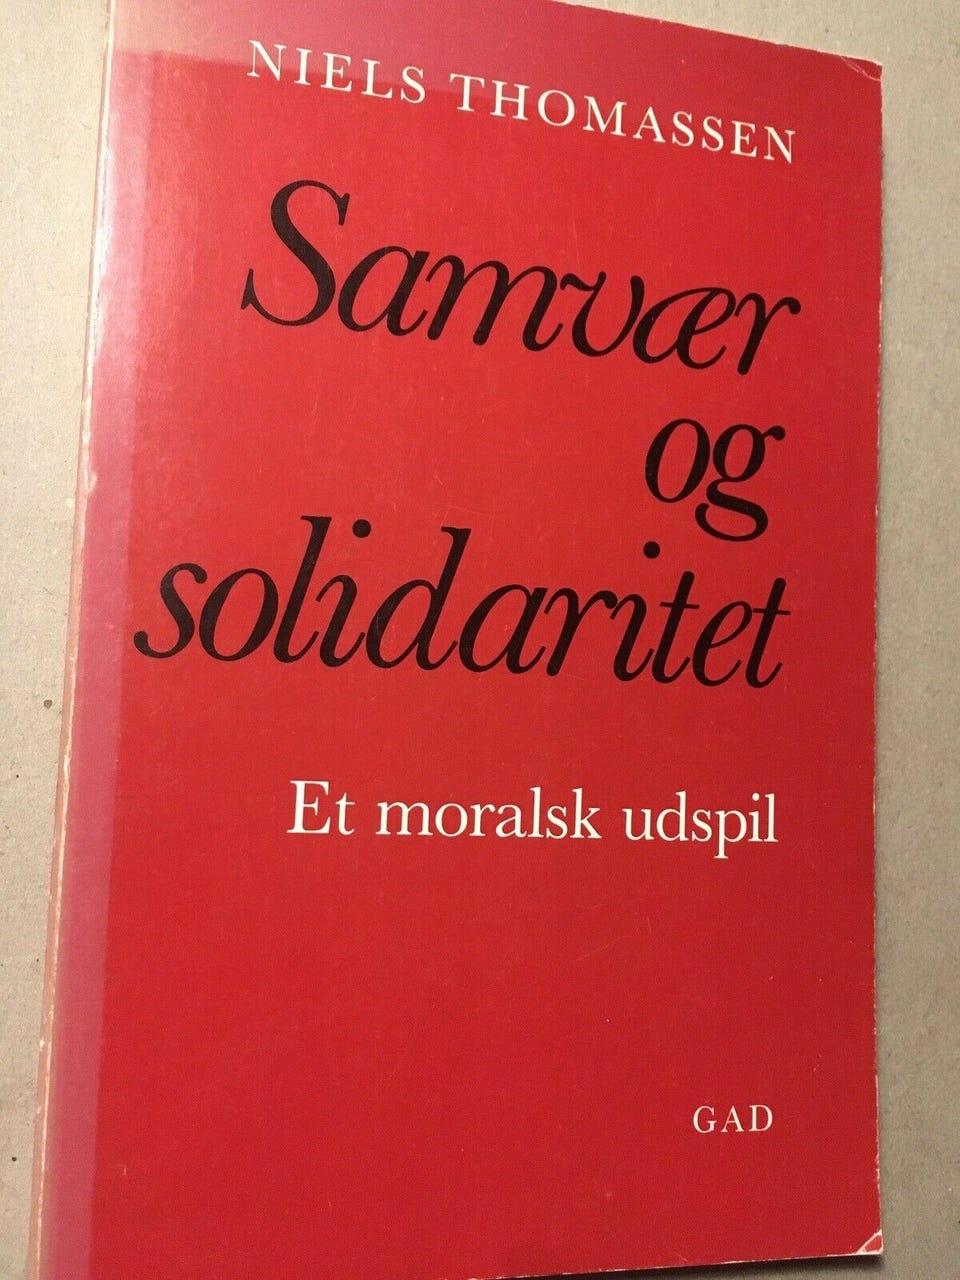 NIELS THOMASSEN
Samvær
og
solidaritet
Et moralsk udspil
GAD